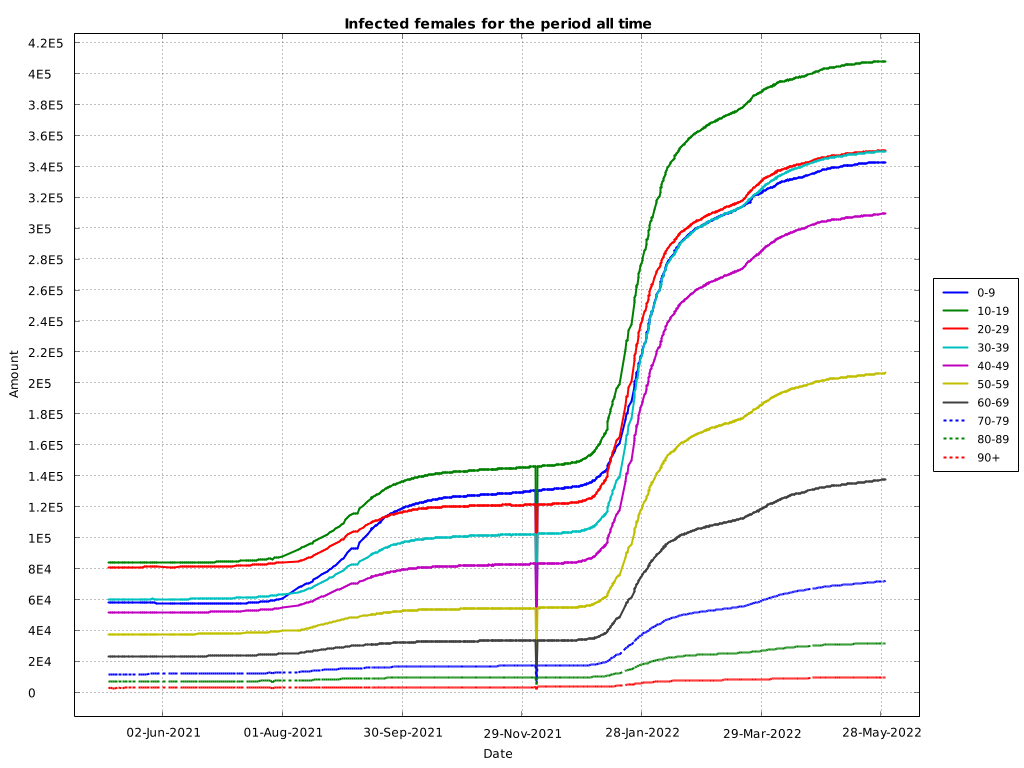 Infected females for the period all time
4.2E5
4E5
3.8E5
3.6E5
3.4E5
3.2E5
3E5
2.8E5
2.6E5
2.4E5
2.2E5
2E5
1.8E5
1.6E5
1.4E5
1.2E5
1E5
8E4
6E4
4E4
2E4
0
Amount
02-Jun-2021
01-Aug-2021
30-Sep-2021
29-Nov-2021
28-Jan-2022
29-Mar-2022
28-May-2022
Date
0-9
10-19
20-29
30-39
40-49
50-59
60-69
70-79
80-89
90+